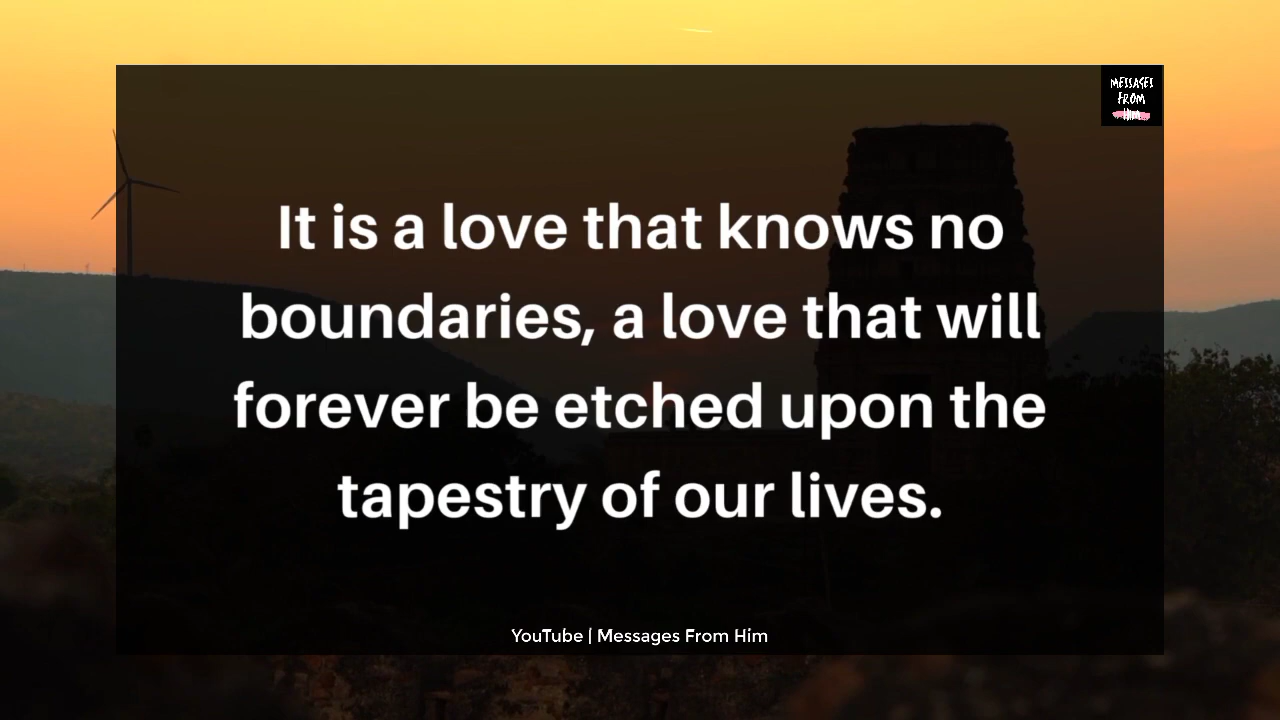 MESSAGES
FROM
Him
It is a love that knows no
boundaries, a love that will
forever be etched upon the
tapestry of our lives.
YouTube | Messages From Him